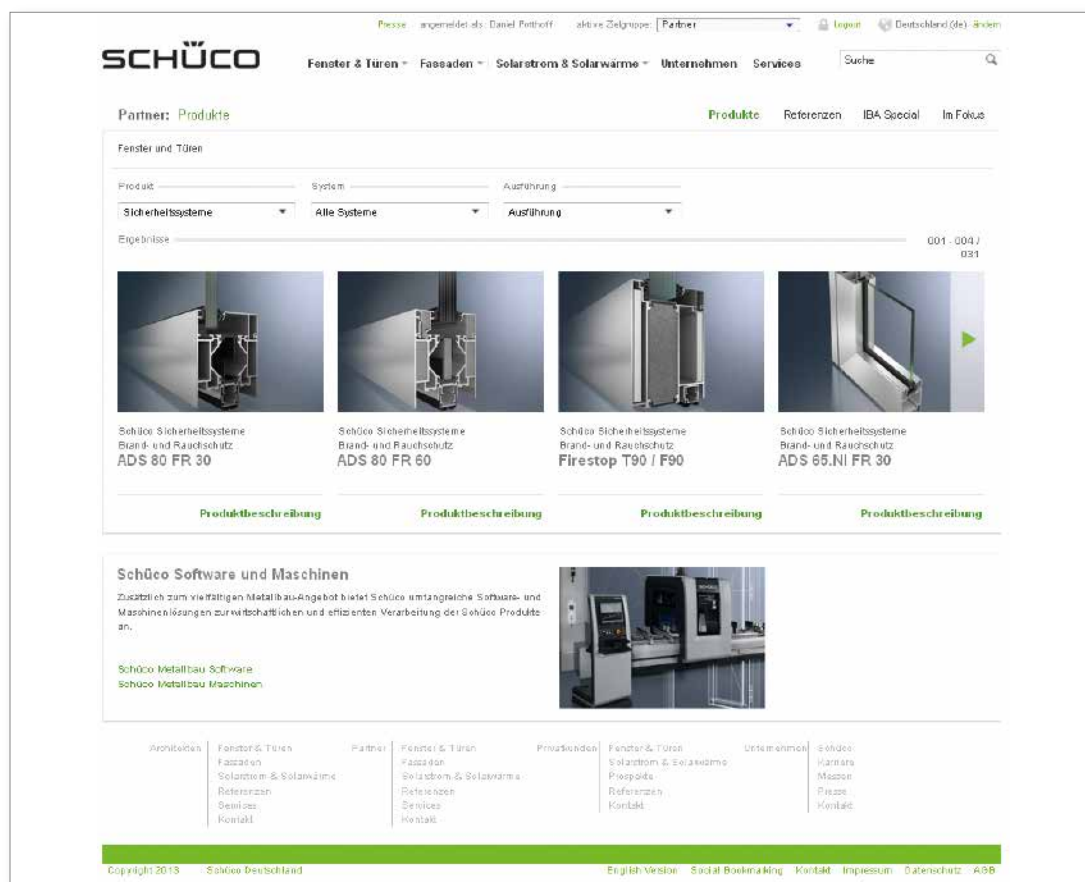 Presse angemeldet als: Daniel Potthoff aktive Zielgruppe: Partner Logout Deutschland (de) ändern
SCHÜCO
Fenster & Türen Fassaden Solarstrom & Solarwärme Unternehmen Services Suche
Partner: Produkte
Produkte Referenzen IBA Special Im Fokus
Fenster und Türen
Produkt System Ausführung
Sicherheitssysteme Alle Systeme Ausführung
Ergebnisse 001 - 004 /
031
Schüco Sicherheitssysteme
Brand- und Rauchschutz
ADS 80 FR 30
Produktbeschreibung
Schüco Sicherheitssysteme
Brand- und Rauchschutz
ADS 80 FR 60
Produktbeschreibung
Schüco Sicherheitssysteme
Brand- und Rauchschutz
Firestop T90 / F90
Produktbeschreibung
Schüco Sicherheitssysteme
Brand- und Rauchschutz
ADS 65.NI FR 30
Produktbeschreibung
Schüco Software und Maschinen
Zusätzlich zum vielfältigen Metallbau-Angebot bietet Schüco umfangreiche Software- und
Maschinenlösungen zur wirtschaftlichen und effizienten Verarbeitung der Schüco Produkte
an.
Schüco Metallbau Software
Schüco Metallbau Maschinen
Architekten
Fenster & Türen
Fassaden
Solarstrom & Solarwärme
Referenzen
Services
Kontakt
Partner
Fenster & Türen
Fassaden
Solarstrom & Solarwärme
Referenzen
Services
Kontakt
Privatkunden
Fenster & Türen
Solarstrom & Solarwärme
Prospekte
Referenzen
Kontakt
Unternehmen
Schüco
Karriere
Messen
Presse
Kontakt
Copyright 2013 Schüco Deutschland
English Version Social Bookmarking Kontakt Impressum Datenschutz AGB